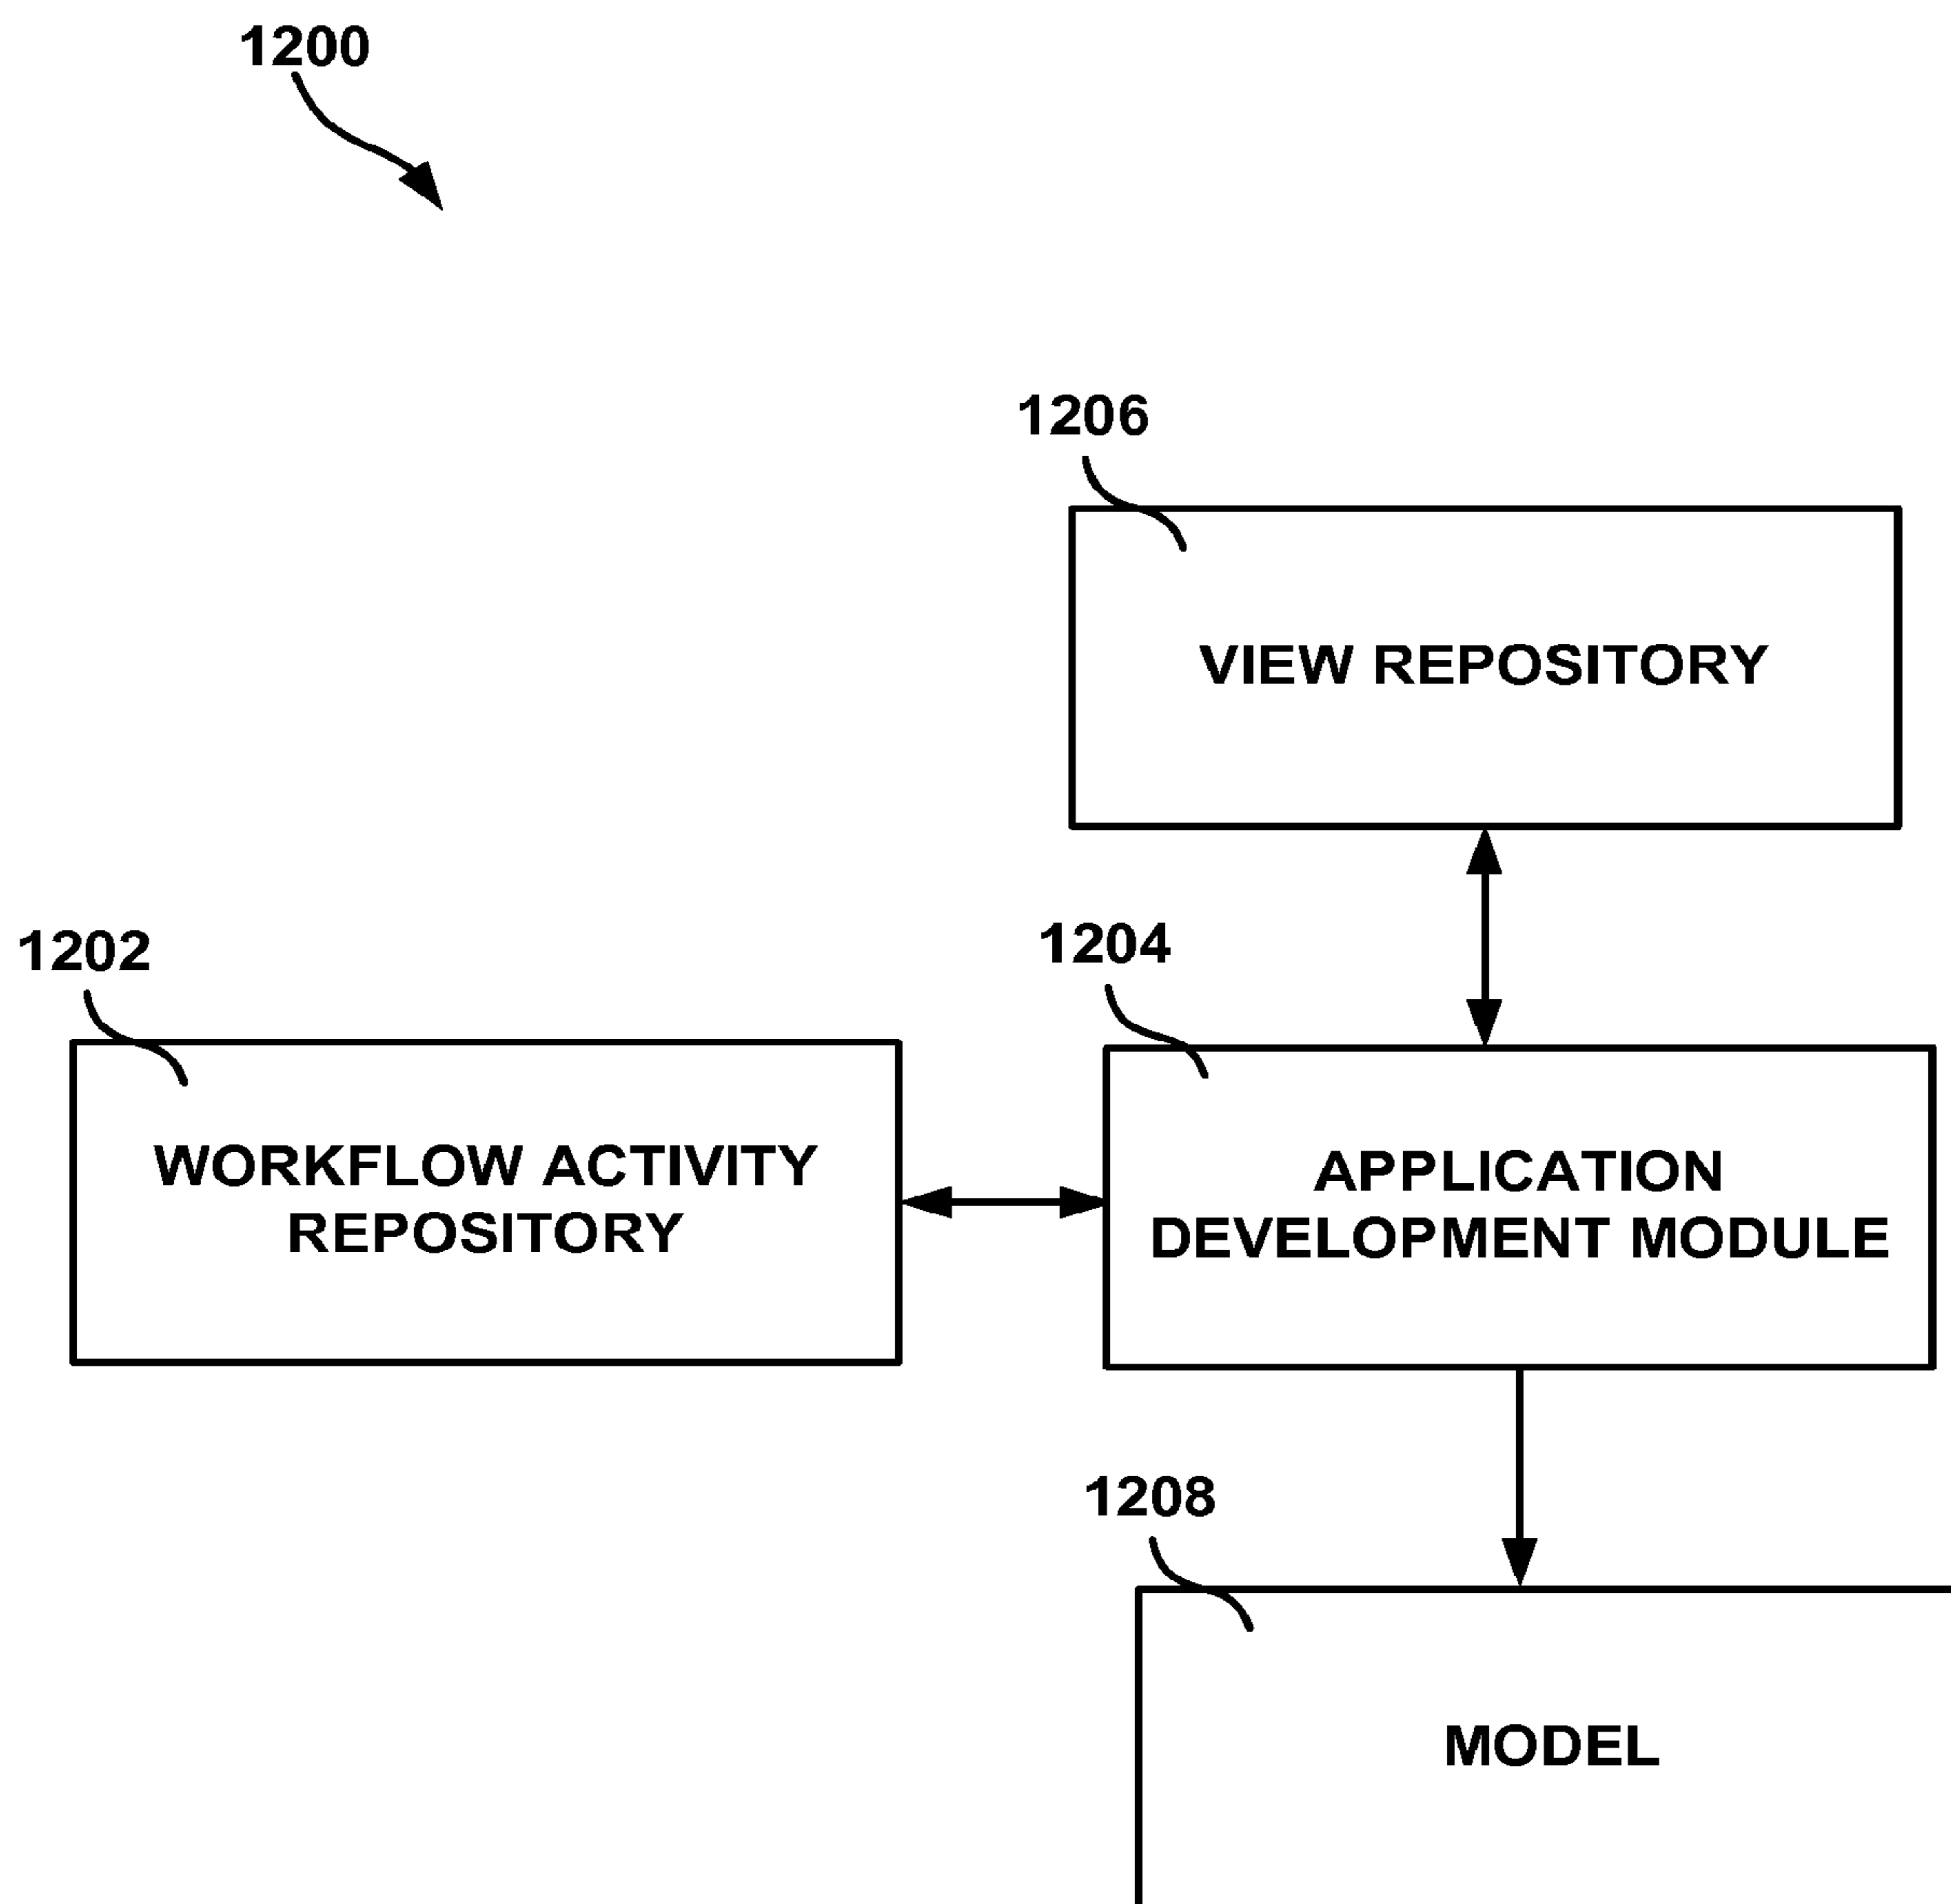 1200
1206
VIEW REPOSITORY
1202
1204
WORKFLOW ACTIVITY
REPOSITORY
APPLICATION
DEVELOPMENT MODULE
1208
MODEL